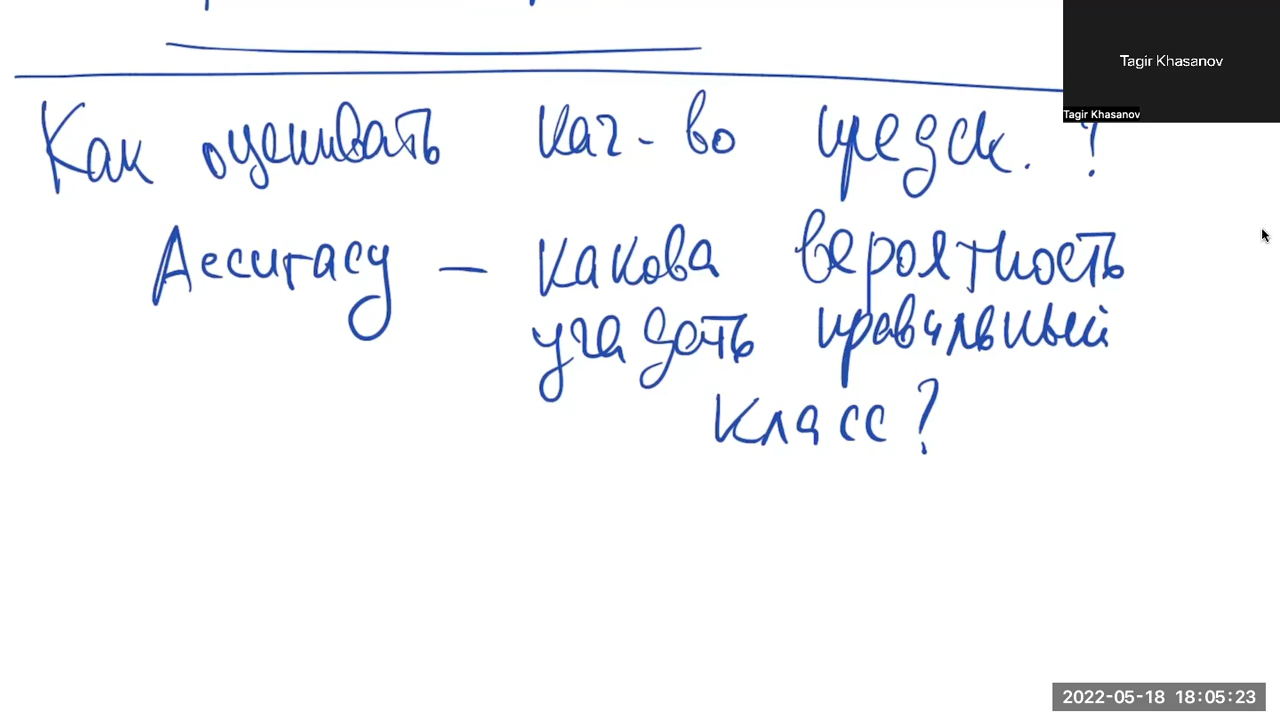 Tagir Khasanov
Tagir Khasanov
Как оценивать кач-во предск. ?
Accuracy – какова вероятность
угадать правильный
класс ?
2022-05-18 18:05:23